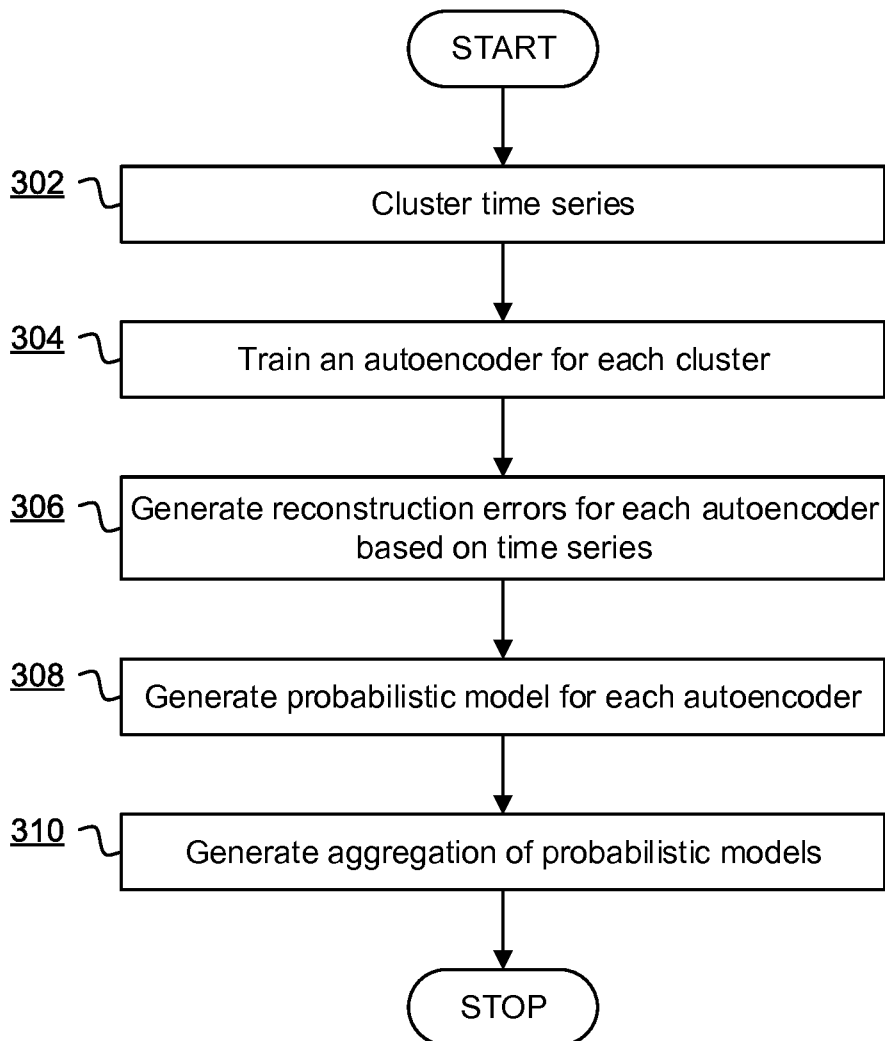 START
302
Cluster time series
304
Train an autoencoder for each cluster
306
Generate reconstruction errors for each autoencoder
based on time series
308
Generate probabilistic model for each autoencoder
310
Generate aggregation of probabilistic models
STOP